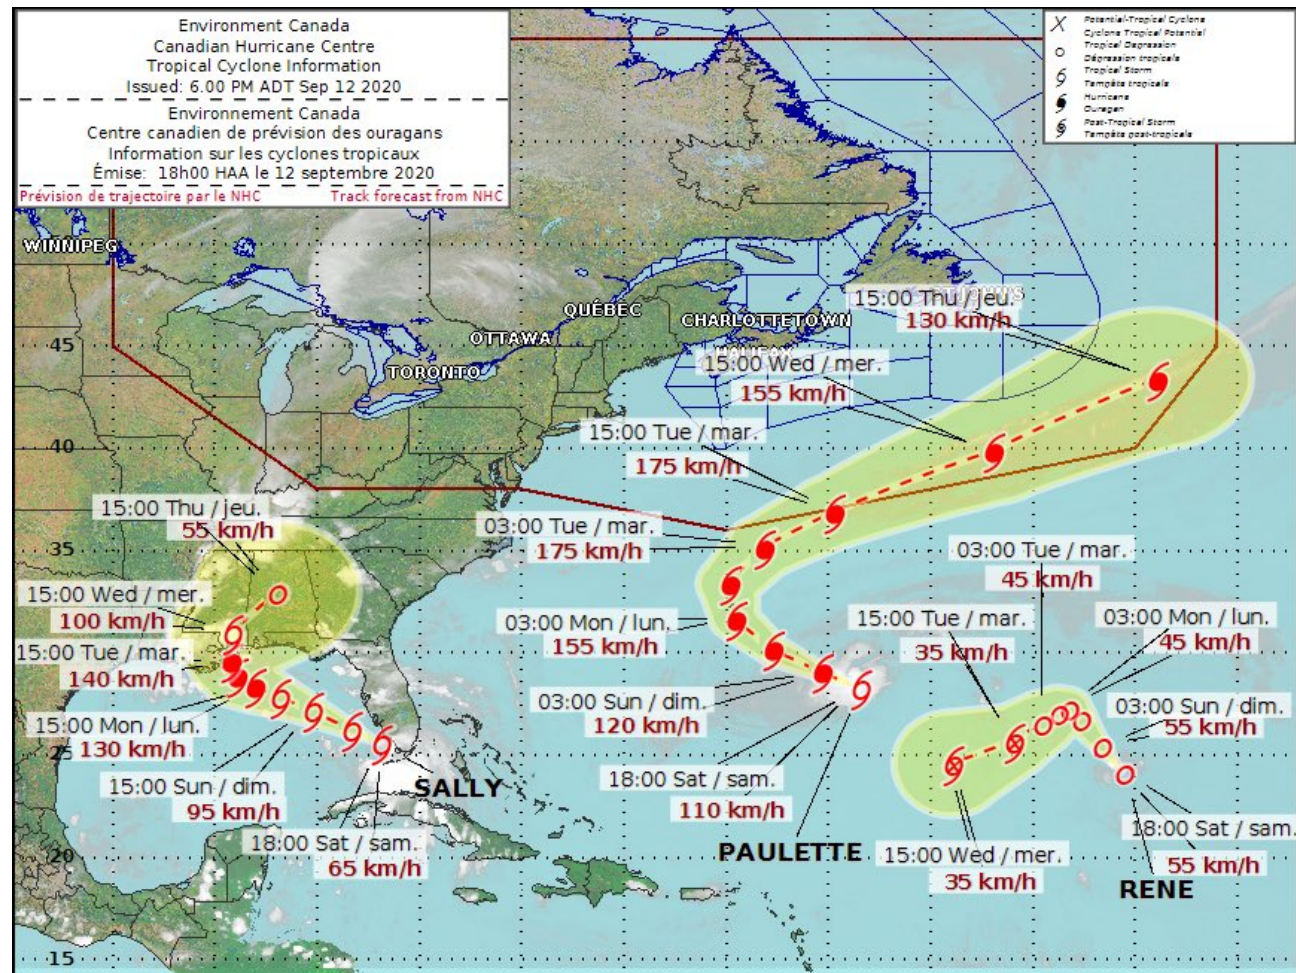 Environment Canada
Canadian Hurricane Centre
Tropical Cyclone Information
Issued: 6.00 PM ADT Sep 12 2020
Environnement Canada
Centre canadien de prévision des ouragans
Information sur les cyclones tropicaux
Émise: 18h00 HAA le 12 septembre 2020
Prévision de trajectoire par le NHC Track forecast from NHC
Potential-Tropical Cyclone
Cyclone Tropical Potentiel
Tropical Depression
Dépression tropicale
Tropical Storm
Tempête tropicale
Hurricane
Ouragan
Post-Tropical Storm
Tempête post-tropicale
WINNIPEG
QUÉBÉC
OTTAWA
TORONTO
CHARLOTTETOWN
HALIFAX
ST JOHN'S
45
40
35
25
20
15
15:00 Thu / jeu.
130 km/h
15:00 Wed / mer.
155 km/h
15:00 Tue / mar.
175 km/h
03:00 Tue / mar.
175 km/h
03:00 Mon / lun.
155 km/h
03:00 Sun / dim.
120 km/h
18:00 Sat / sam.
110 km/h
PAULETTE
15:00 Thu / jeu.
55 km/h
15:00 Wed / mer.
100 km/h
15:00 Tue / mar.
140 km/h
15:00 Mon / lun.
130 km/h
15:00 Sun / dim.
95 km/h
18:00 Sat / sam.
65 km/h
SALLY
03:00 Tue / mar.
45 km/h
15:00 Tue / mar.
35 km/h
03:00 Mon / lun.
45 km/h
03:00 Sun / dim.
55 km/h
18:00 Sat / sam.
55 km/h
15:00 Wed / mer.
35 km/h
RENE